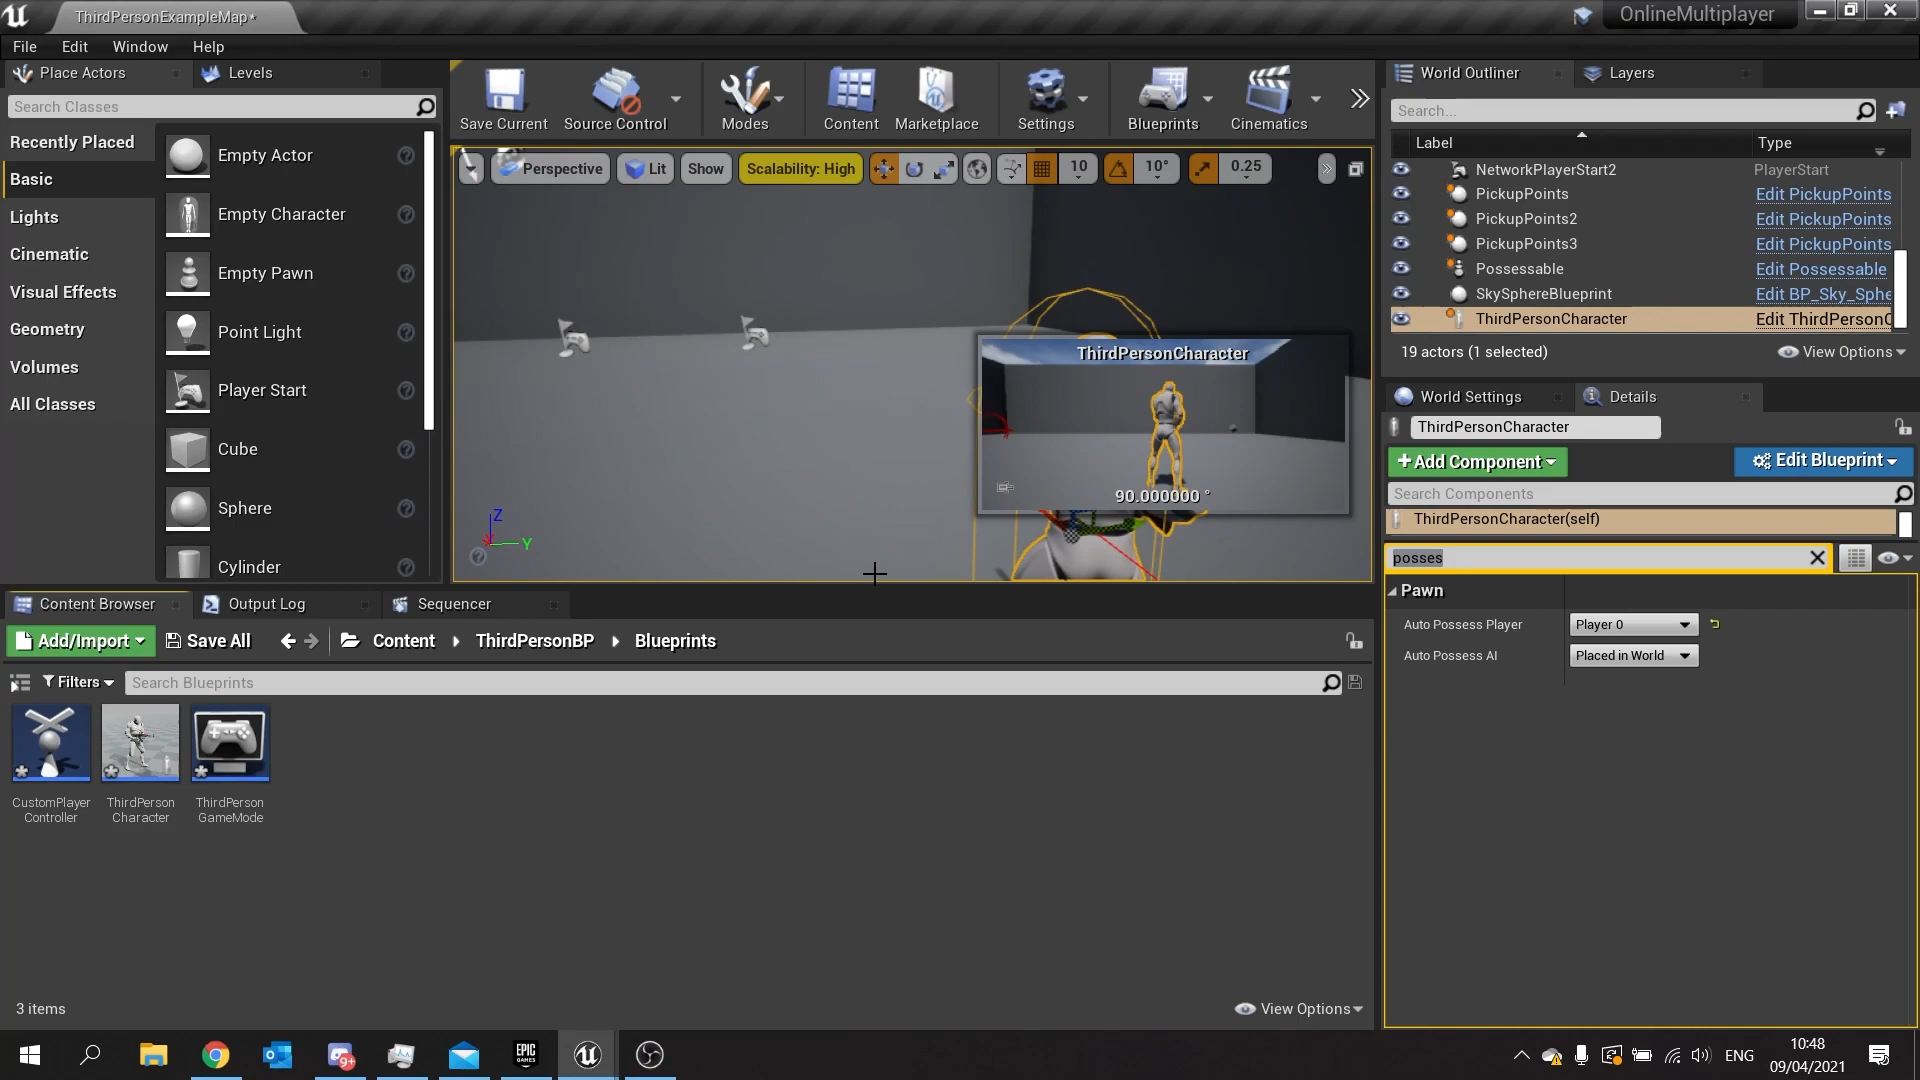 ThirdPersonExampleMap*
OnlineMultiplayer
File Edit Window Help
Place Actors
Levels
Search Classes
Recently Placed
Basic
Lights
Cinematic
Visual Effects
Geometry
Volumes
All Classes
Empty Actor
Empty Character
Empty Pawn
Point Light
Player Start
Cube
Sphere
Cylinder
Save Current
Source Control
Modes
Content
Marketplace
Settings
Blueprints
Cinematics
Perspective
Lit
Show
Scalability: High
10
10°
0.25
ThirdPersonCharacter
90.000000 °
Z
Y
World Outliner
Layers
Search...
Label
Type
NetworkPlayerStart2 PlayerStart
PickupPoints Edit PickupPoints
PickupPoints2 Edit PickupPoints
PickupPoints3 Edit PickupPoints
Possessable Edit Possessable
SkySphereBlueprint Edit BP_Sky_Sphe
ThirdPersonCharacter Edit ThirdPersonC
19 actors (1 selected)
View Options
World Settings
Details
ThirdPersonCharacter
+Add Component
Edit Blueprint
Search Components
ThirdPersonCharacter(self)
posses
Pawn
Auto Possess Player Player 0
Auto Possess AI Placed in World
Content Browser
Output Log
Sequencer
Add/Import
Save All
Content
ThirdPersonBP
Blueprints
Filters
Search Blueprints
CustomPlayer
Controller
ThirdPerson
Character
ThirdPerson
GameMode
3 items
View Options
9+
EPIC
GAMES
ENG
10:48
09/04/2021